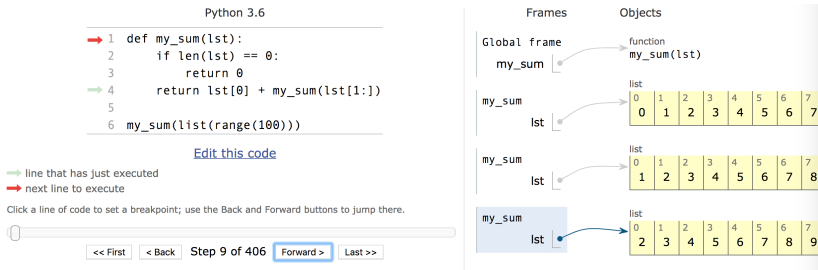 Python 3.6
1 def my_sum(lst):
2 if len(lst) == 0:
3 return 0
4 return lst[0] + my_sum(lst[1:])
5
6 my_sum(list(range(100)))
Edit this code
line that has just executed
next line to execute
Click a line of code to set a breakpoint; use the Back and Forward buttons to jump there.
<< First < Back Step 9 of 406 Forward > Last >>
Frames Objects
Global frame
my_sum
function
my_sum(lst)
my_sum
lst
list
0 1 2 3 4 5 6 7
0 1 2 3 4 5 6 7
my_sum
lst
list
0 1 2 3 4 5 6 7
1 2 3 4 5 6 7 8
my_sum
lst
list
0 1 2 3 4 5 6 7
2 3 4 5 6 7 8 9